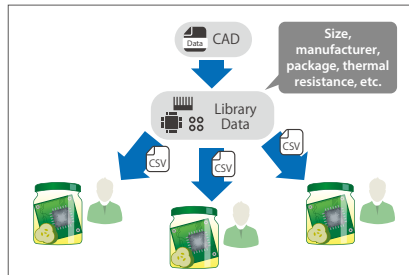 Data
CAD
Size,
manufacturer,
package, thermal
resistance, etc.
Library
Data
CSV
CSV
CSV